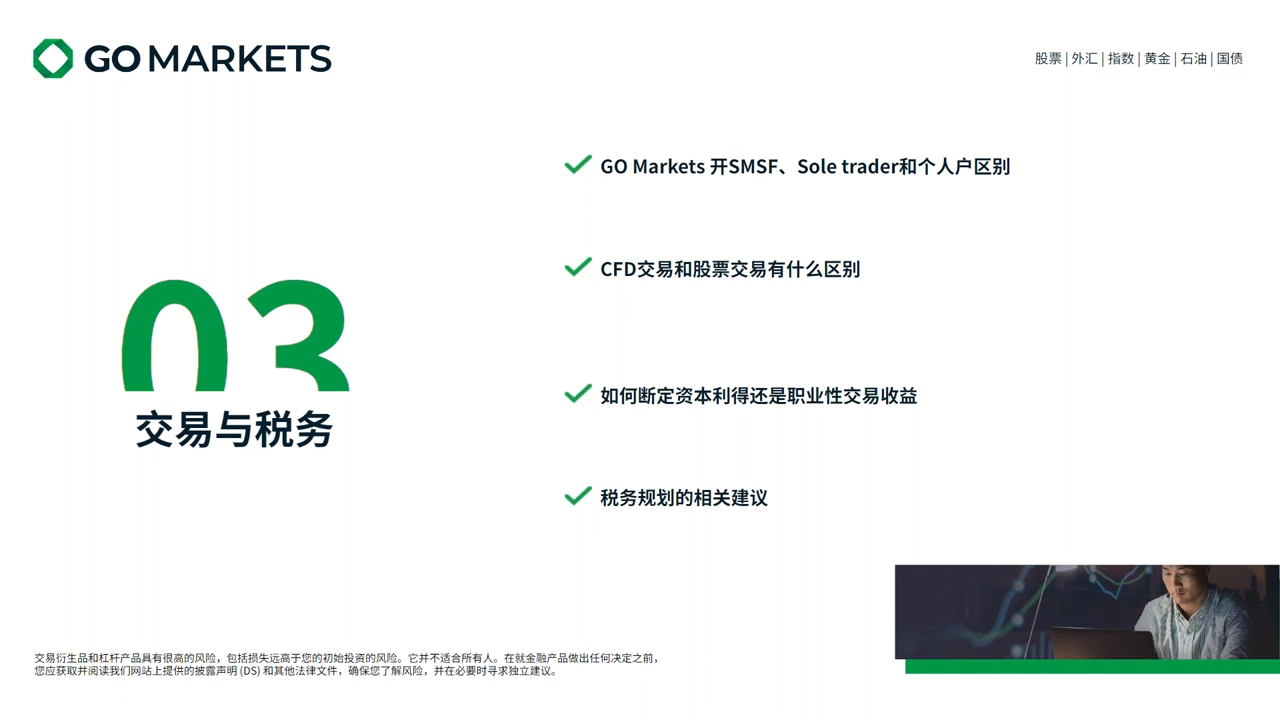 GO MARKETS
股票 | 外汇 | 指数 | 黄金 | 石油 | 国债
GO Markets 开SMSF、Sole trader和个人户区别
CFD交易和股票交易有什么区别
03
交易与税务
如何断定资本利得还是职业性交易收益
税务规划的相关建议
交易衍生品和杠杆产品具有很高的风险，包括损失远高于您的初始投资的风险。它并不适合所有人。在就金融产品做出任何决定之前，
您应获取并阅读我们网站上提供的披露声明 (DS) 和其他法律文件，确保您了解风险，并在必要时寻求独立建议。